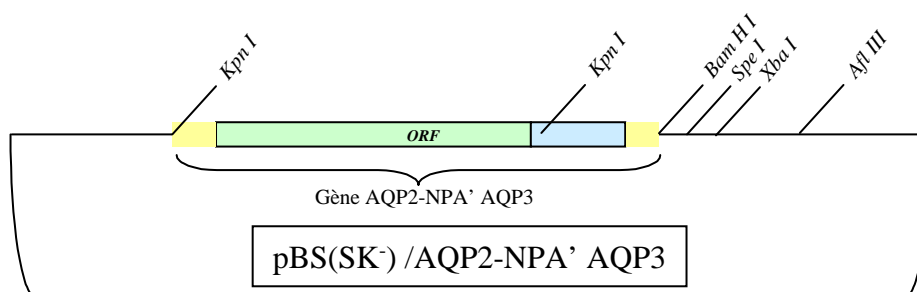 Kpn I
Kpn I
Bam H I
Spe I
Xba I
Afl III
ORF
Gène AQP2-NPA’ AQP3
pBS(SK-) /AQP2-NPA’ AQP3